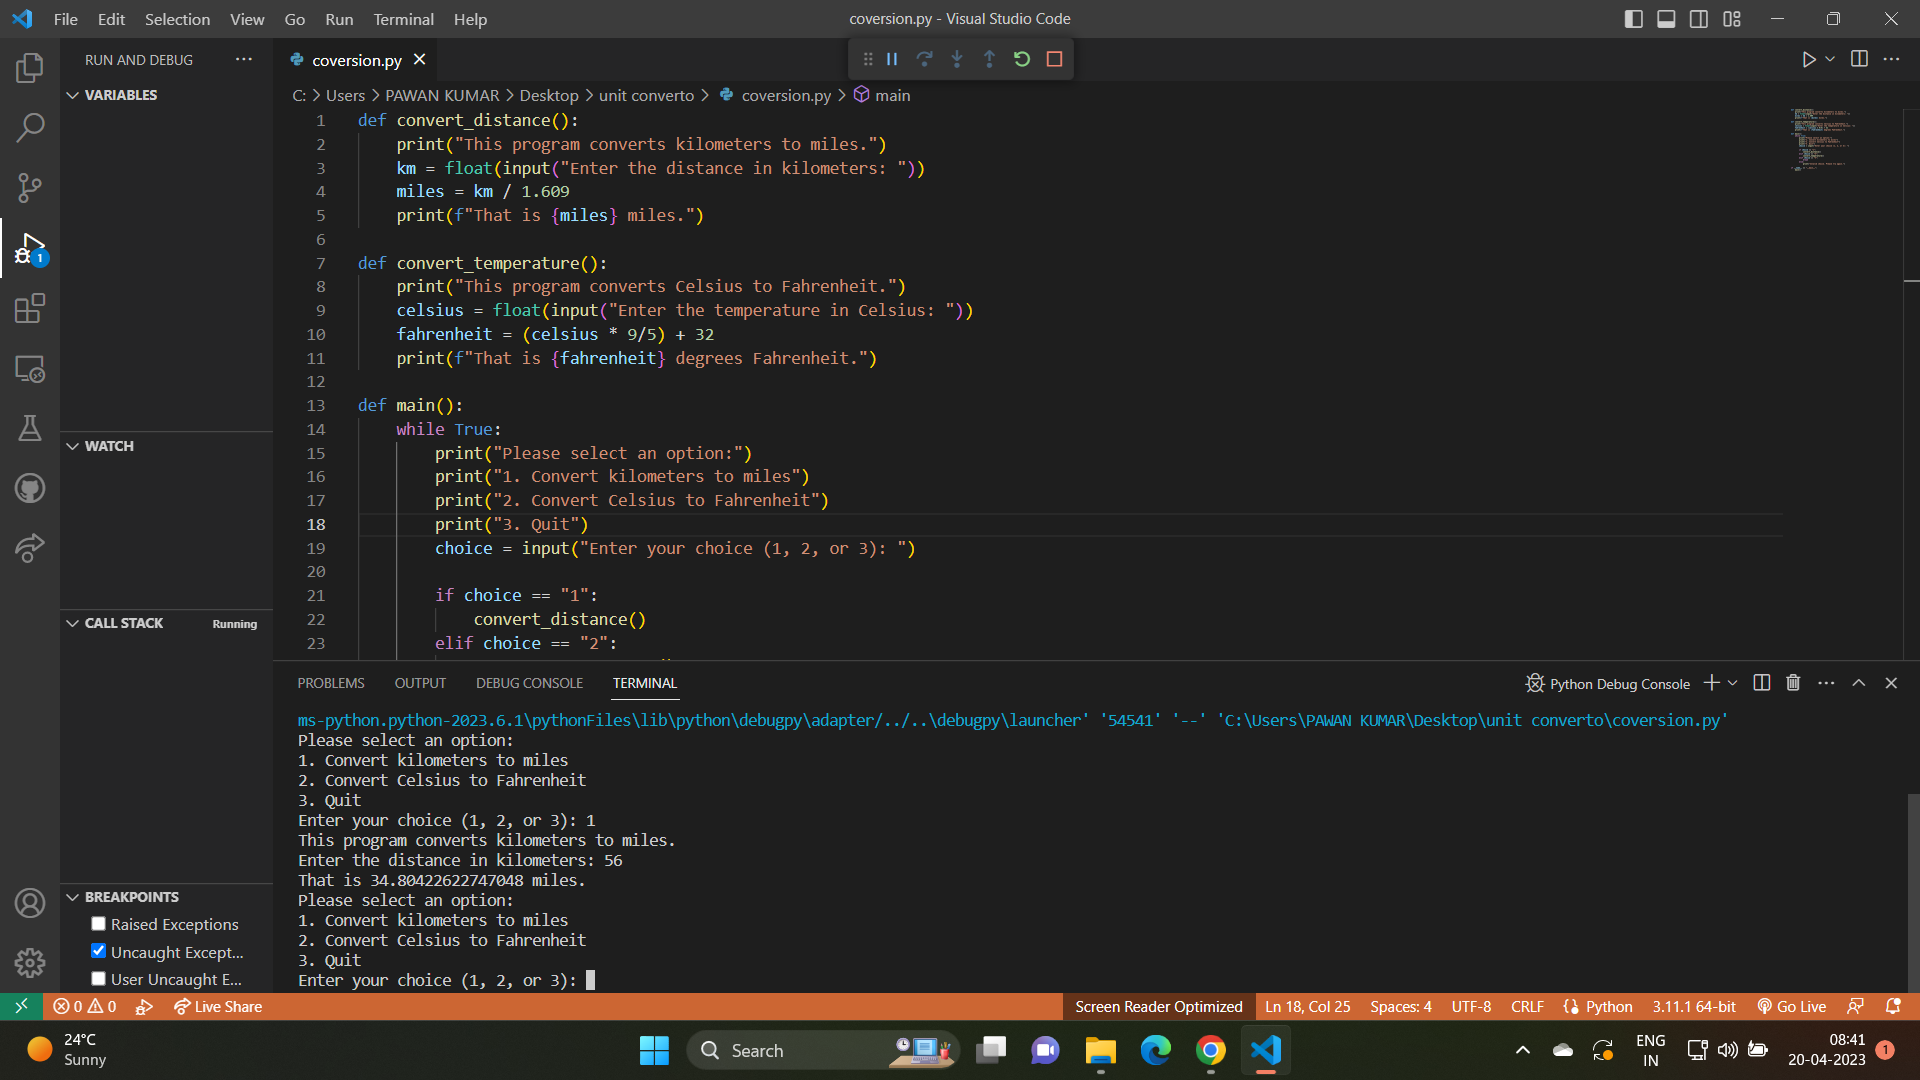 File Edit Selection View Go Run Terminal Help
coversion.py - Visual Studio Code
RUN AND DEBUG
coversion.py
C: > Users > PAWAN KUMAR > Desktop > unit converto > coversion.py > main
VARIABLES
WATCH
CALL STACK Running
BREAKPOINTS
Raised Exceptions
Uncaught Except...
User Uncaught E...
1
1 def convert_distance():
2 print("This program converts kilometers to miles.")
3 km = float(input("Enter the distance in kilometers: "))
4 miles = km / 1.609
5 print(f"That is {miles} miles.")
6
7 def convert_temperature():
8 print("This program converts Celsius to Fahrenheit.")
9 celsius = float(input("Enter the temperature in Celsius: "))
10 fahrenheit = (celsius * 9/5) + 32
11 print(f"That is {fahrenheit} degrees Fahrenheit.")
12
13 def main():
14 while True:
15 print("Please select an option:")
16 print("1. Convert kilometers to miles")
17 print("2. Convert Celsius to Fahrenheit")
18 print("3. Quit")
19 choice = input("Enter your choice (1, 2, or 3): ")
20
21 if choice == "1":
22 convert_distance()
23 elif choice == "2":
PROBLEMS OUTPUT DEBUG CONSOLE TERMINAL
Python Debug Console
ms-python.python-2023.6.1\pythonFiles\lib\python\debugpy\adapter/../..\debugpy\launcher' '54541' '--' 'C:\Users\PAWAN KUMAR\Desktop\unit converto\coversion.py'
Please select an option:
1. Convert kilometers to miles
2. Convert Celsius to Fahrenheit
3. Quit
Enter your choice (1, 2, or 3): 1
This program converts kilometers to miles.
Enter the distance in kilometers: 56
That is 34.80422622747048 miles.
Please select an option:
1. Convert kilometers to miles
2. Convert Celsius to Fahrenheit
3. Quit
Enter your choice (1, 2, or 3):
0 0 Live Share
Screen Reader Optimized Ln 18, Col 25 Spaces: 4 UTF-8 CRLF Python 3.11.1 64-bit Go Live
24°C
Sunny
Search
ENG
IN
08:41
20-04-2023
1